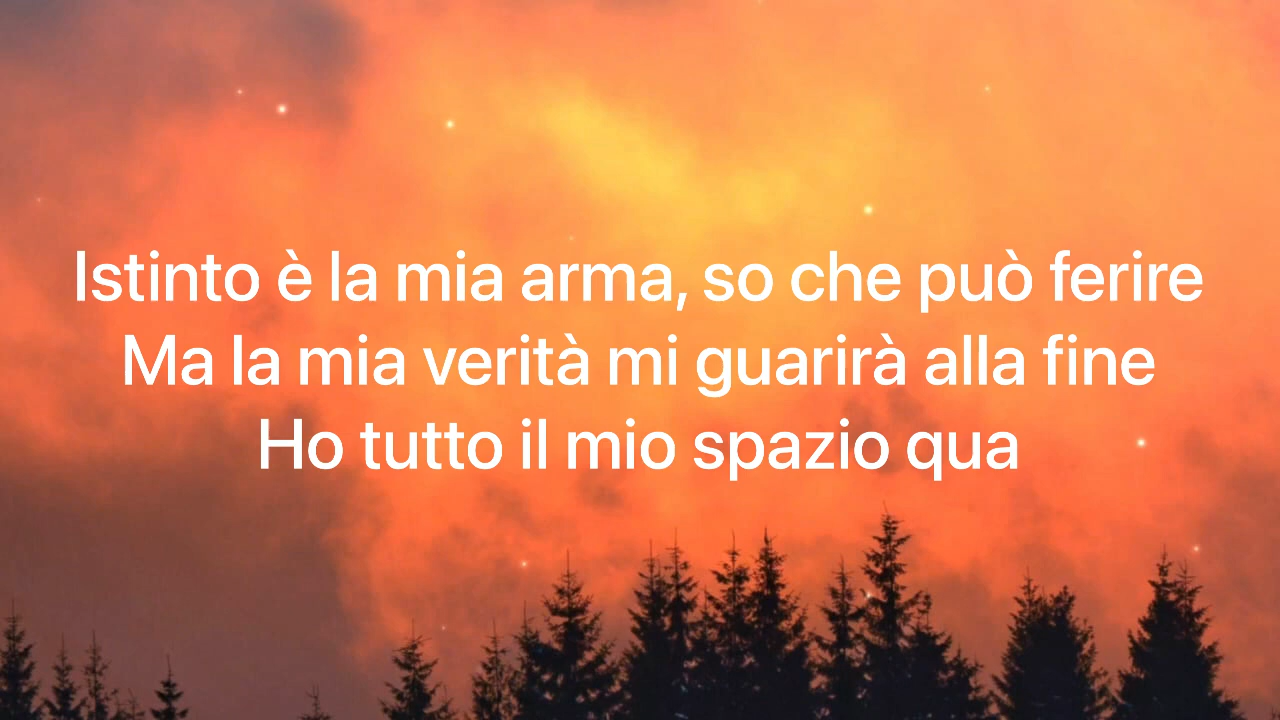 Istinto è la mia arma, so che può ferire
Ma la mia verità mi guarirà alla fine
Ho tutto il mio spazio qua